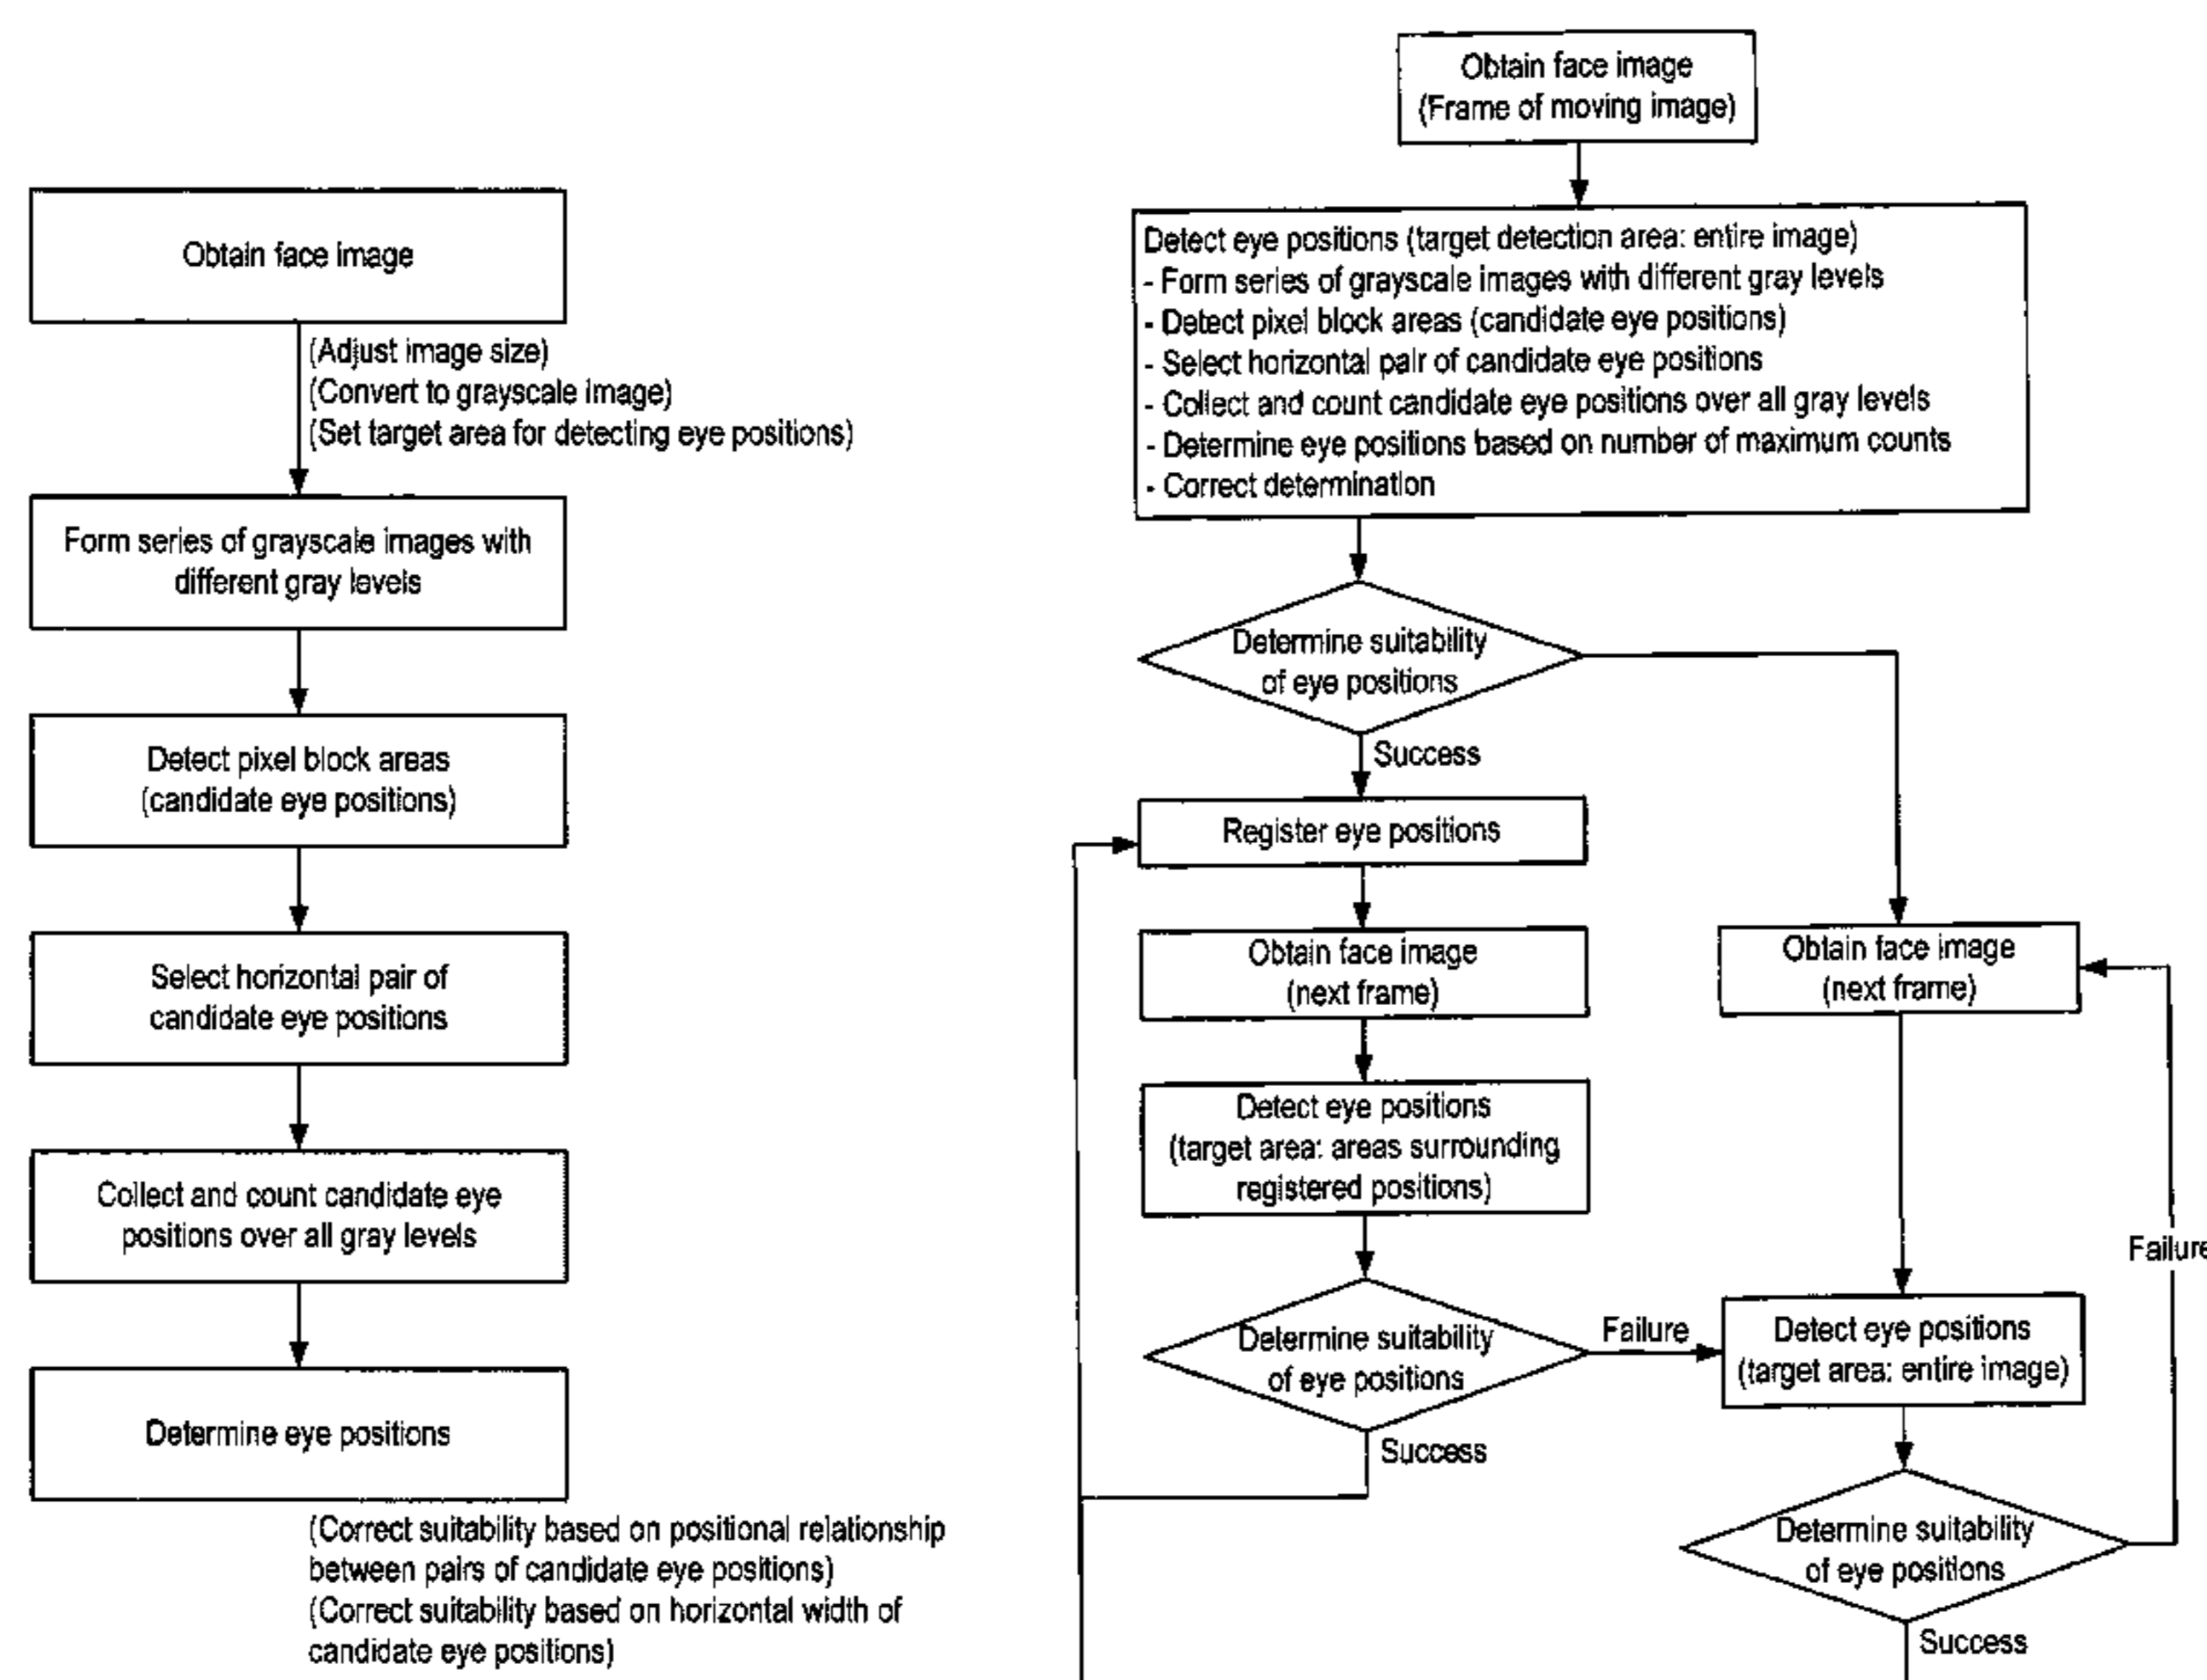 Obtain face image
(Adjust image size)
(Convert to grayscale image)
(Set target area for detecting eye positions)
Form series of grayscale images with
different gray levels
Detect pixel block areas
(candidate eye positions)
Select horizontal pair of
candidate eye positions
Collect and count candidate eye
positions over all gray levels
Determine eye positions
(Correct suitability based on positional relationship
between pairs of candidate eye positions)
(Correct suitability based on horizontal width of
candidate eye positions)
Obtain face image
(Frame of moving image)
Detect eye positions (target detection area: entire image)
- Form series of grayscale images with different gray levels
- Detect pixel block areas (candidate eye positions)
- Select horizontal pair of candidate eye positions
- Collect and count candidate eye positions over all gray levels
- Determine eye positions based on number of maximum counts
- Correct determination
Determine suitability
of eye positions
Success
Register eye positions
Obtain face image
(next frame)
Detect eye positions
(target area: areas surrounding
registered positions)
Determine suitability
of eye positions
Success
Failure
Obtain face image
(next frame)
Detect eye positions
(target area: entire image)
Determine suitability
of eye positions
Failure
Success